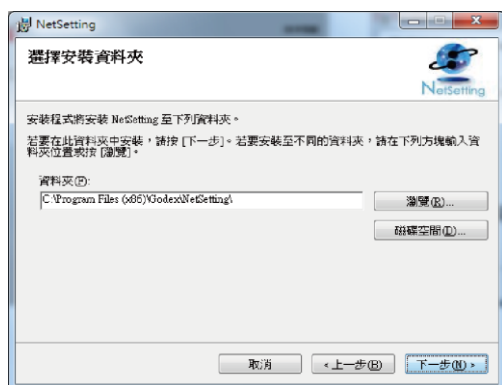 NetSetting
選擇安裝資料夾
NetSetting
安裝程式將安裝 NetSetting 至下列資料夾。
若要在此資料夾中安裝，請按 [下一步]。若要安裝至不同的資料夾，請在下列方塊輸入資
料夾位置或按 [瀏覽]。
資料夾(F):
C:\Program Files (x86)\Godex\NetSetting\
瀏覽(R)...
磁碟空間(D)...
取消
<上一步(B)
下一步(N)>